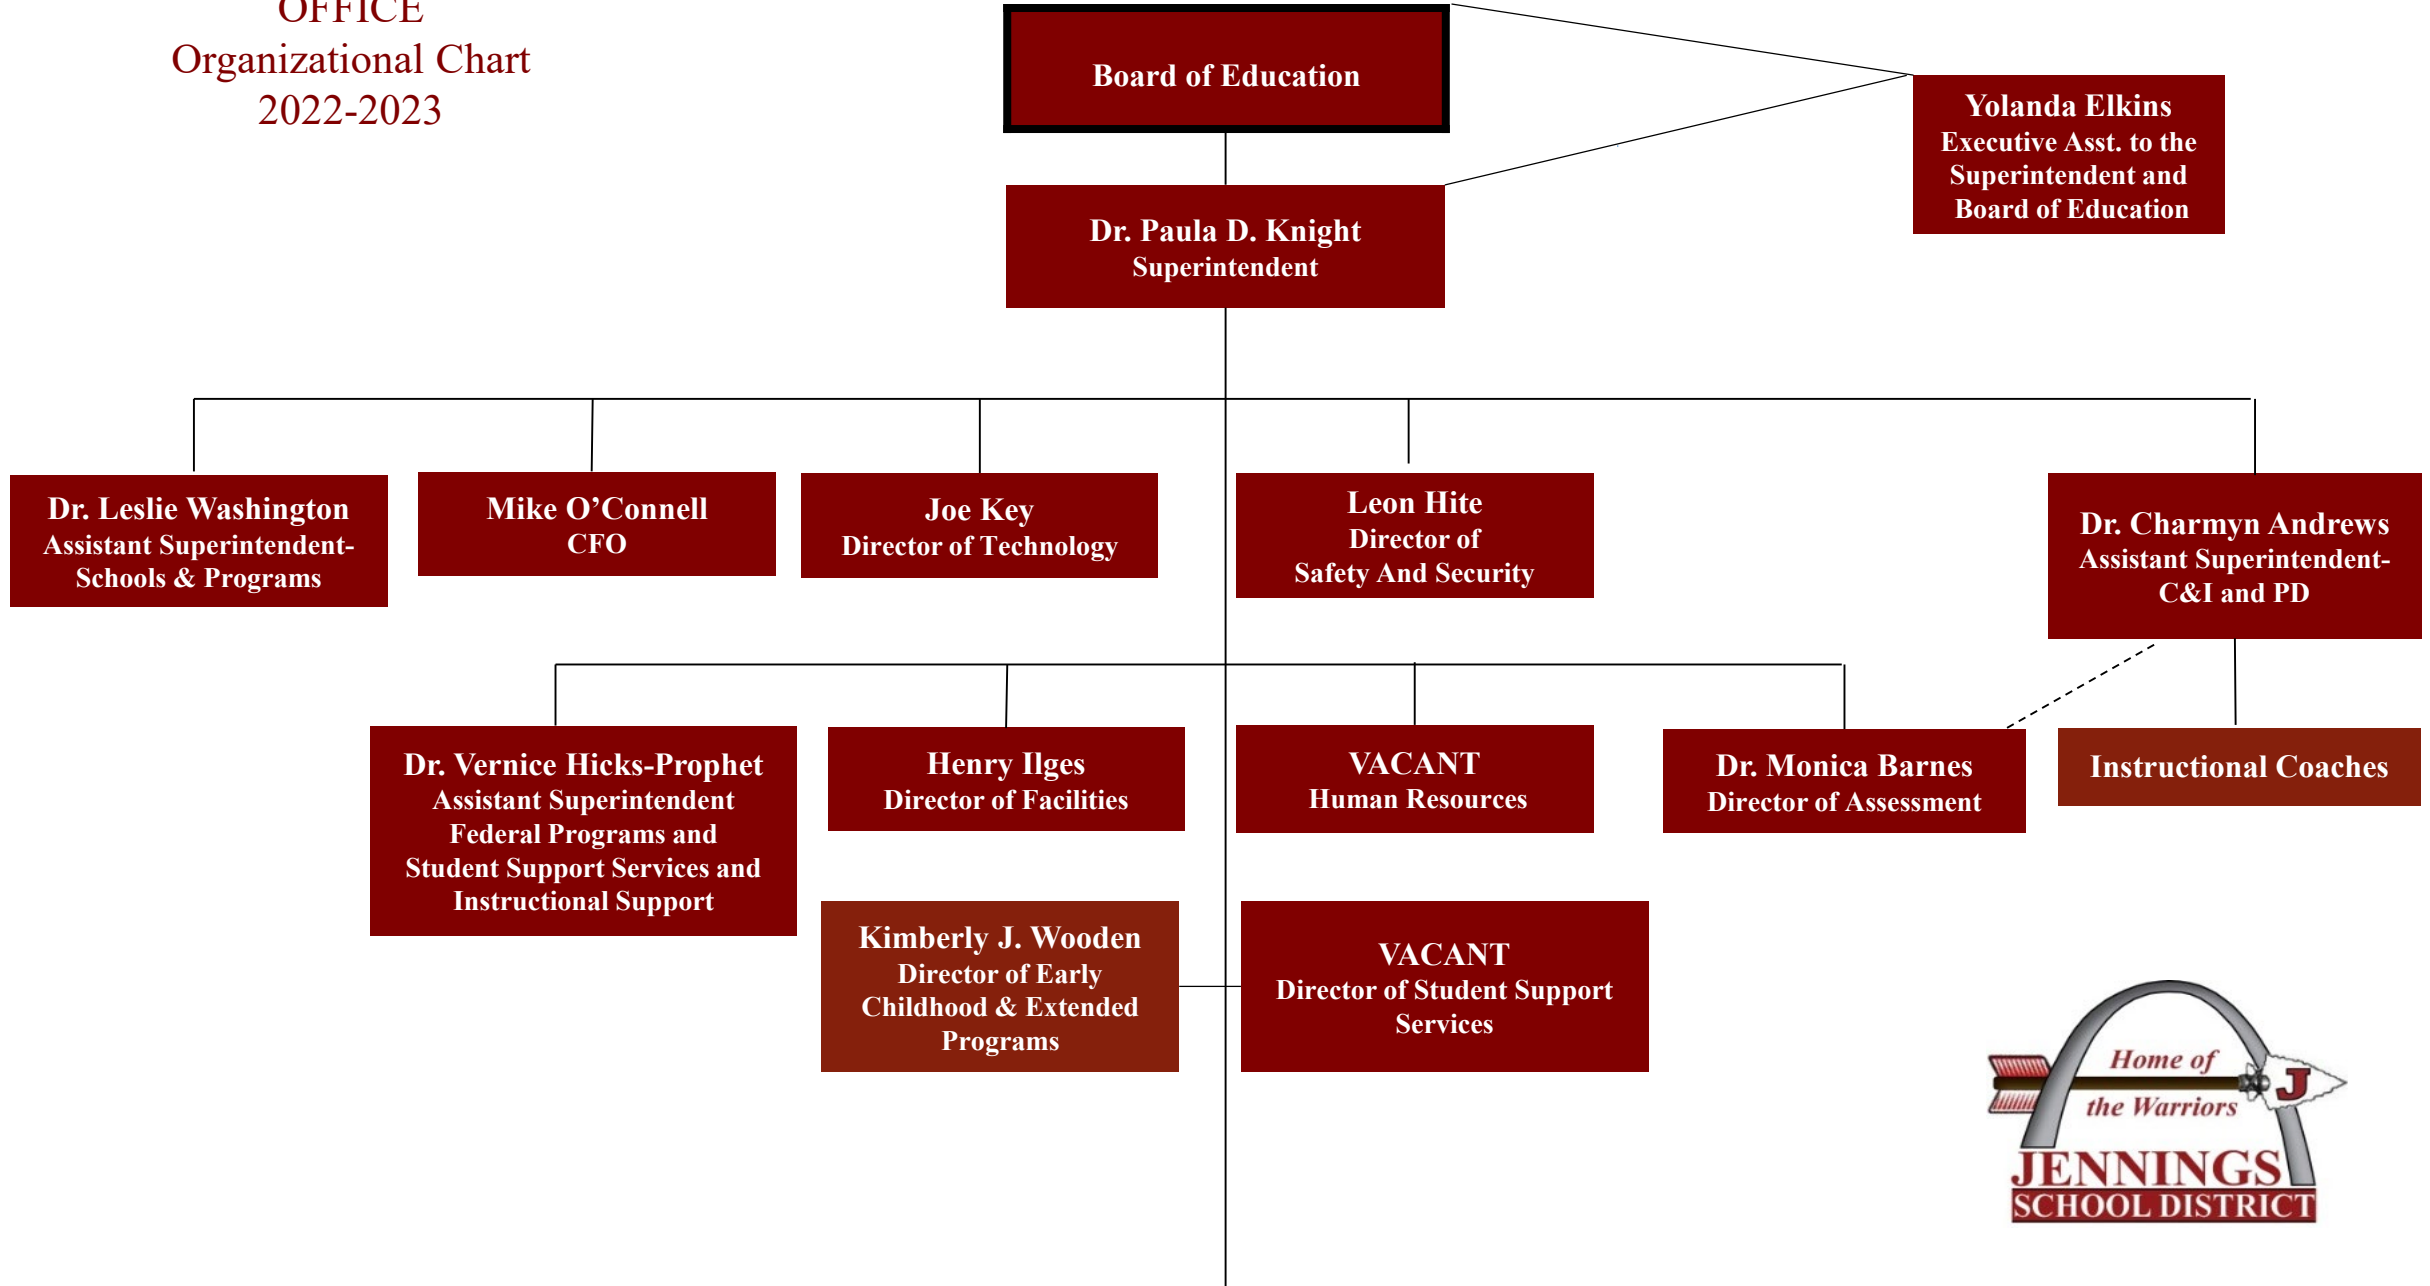 OFFICE
Organizational Chart
2022-2023
Board of Education
Yolanda Elkins
Executive Asst. to the
Superintendent and
Board of Education
Dr. Paula D. Knight
Superintendent
Dr. Leslie Washington
Assistant Superintendent-
Schools & Programs
Mike O’Connell
CFO
Joe Key
Director of Technology
Leon Hite
Director of
Safety And Security
Dr. Charmyn Andrews
Assistant Superintendent-
C&I and PD
Dr. Vernice Hicks-Prophet
Assistant Superintendent
Federal Programs and
Student Support Services and
Instructional Support
Henry Ilges
Director of Facilities
VACANT
Human Resources
Dr. Monica Barnes
Director of Assessment
Instructional Coaches
Kimberly J. Wooden
Director of Early
Childhood & Extended
Programs
VACANT
Director of Student Support
Services
Home of
the Warriors
J
JENNINGS
SCHOOL DISTRICT